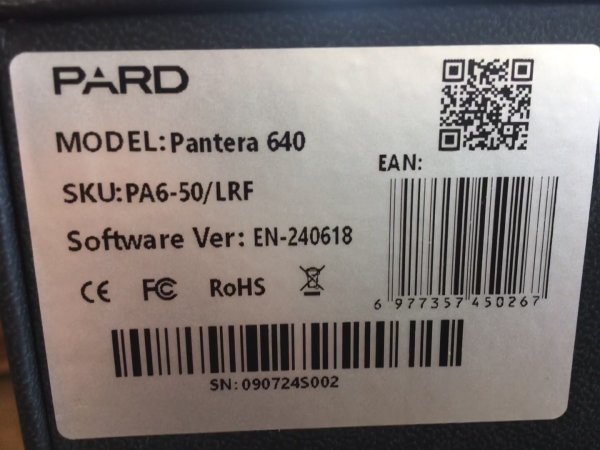 PARD
MODEL:Pantera 640
SKU:PA6-50/LRF
Software Ver: EN-240618
CE FC RoHS
EAN:
6 977357 450267
SN:090724S002